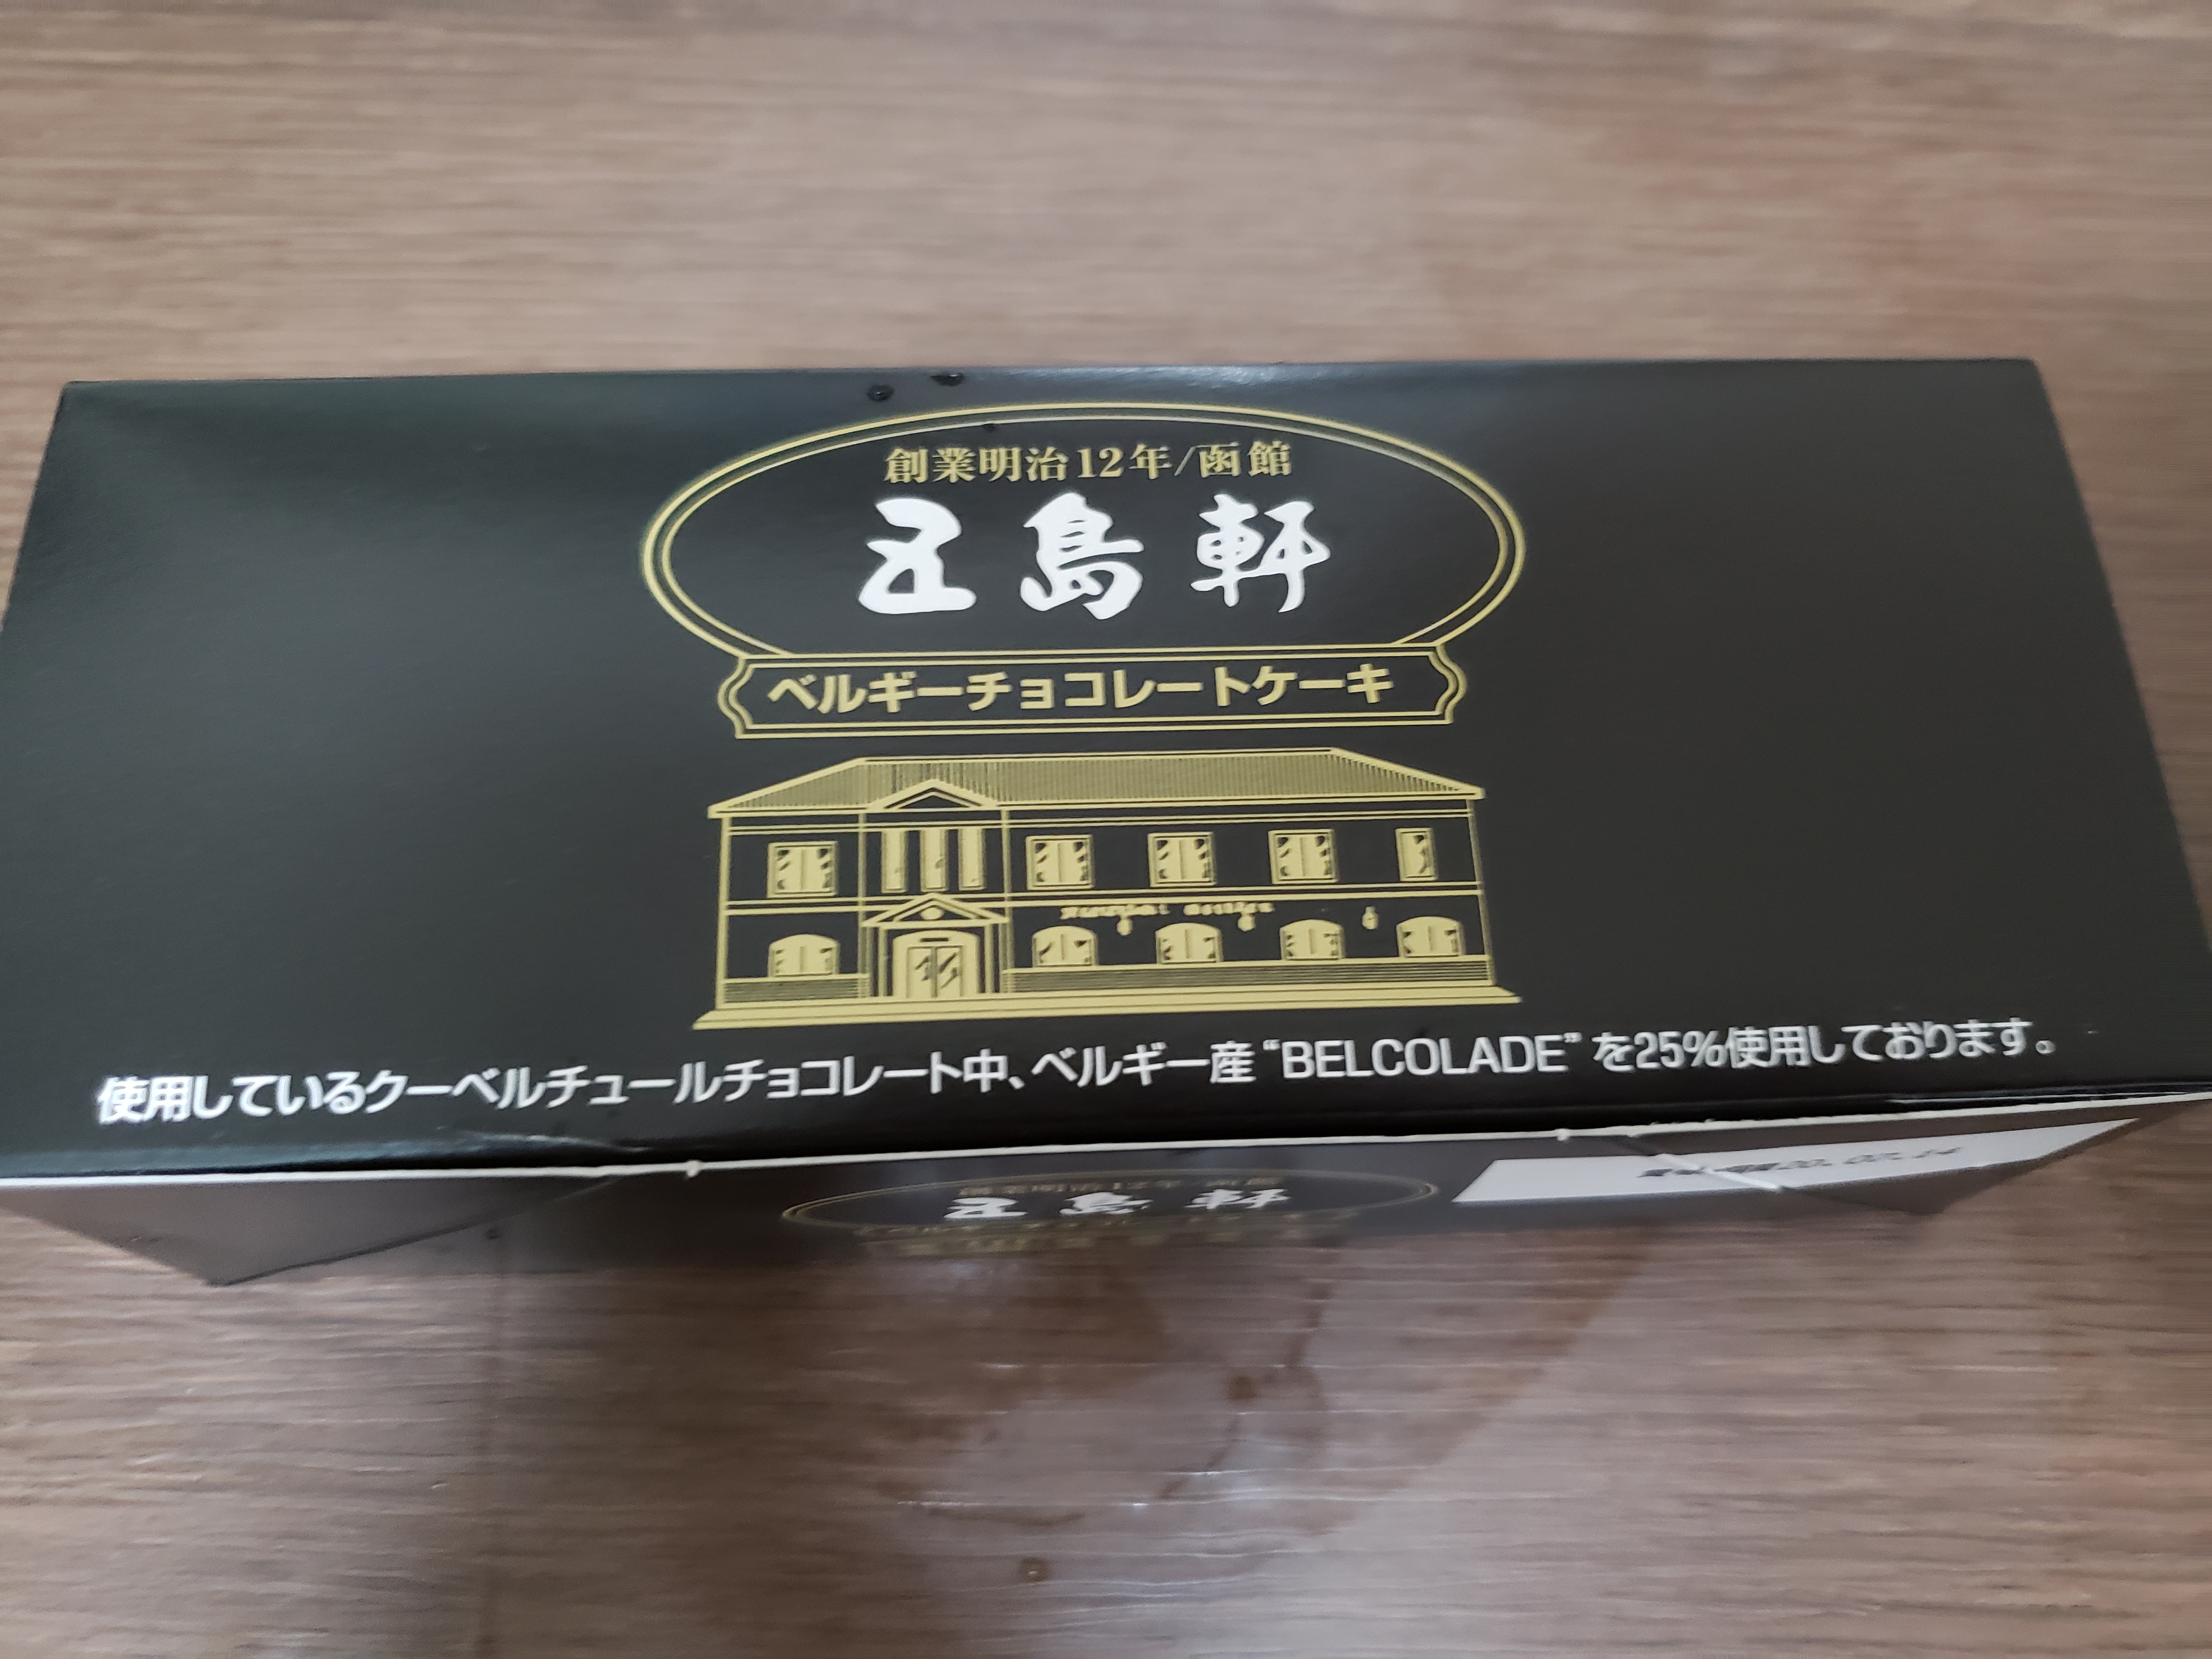 創業明治12年/函館
五島軒
ベルギーチョコレートケーキ
使用しているクーベルチュールチョコレート中、ベルギー産“BELCOLADE”を25%使用しております。
五島軒